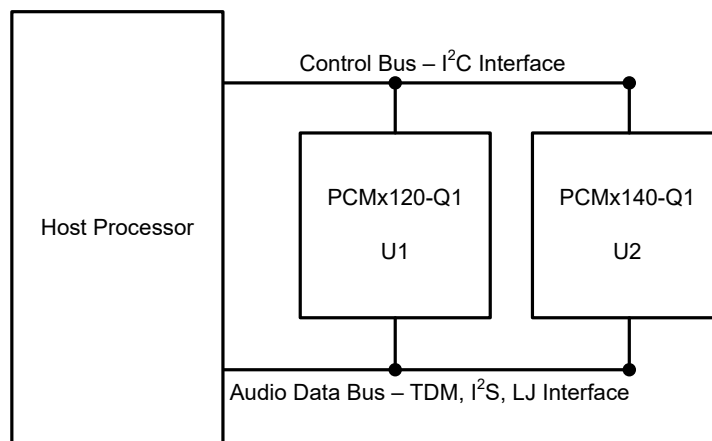 Control Bus – I²C Interface
Host Processor
PCMx120-Q1
U1
PCMx140-Q1
U2
Audio Data Bus – TDM, I²S, LJ Interface